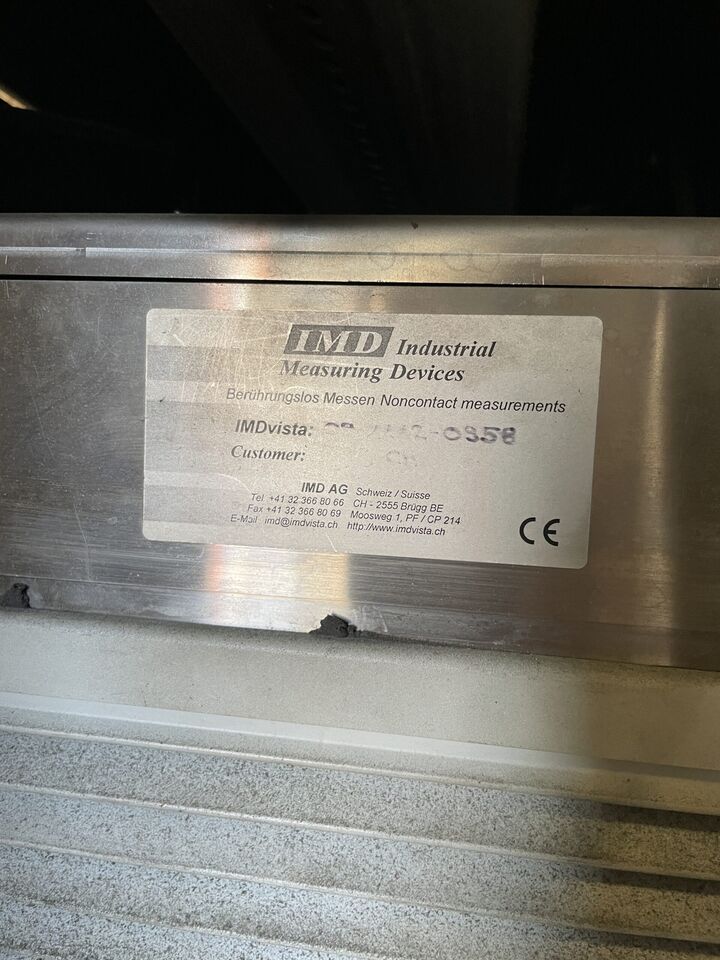 IMD Industrial
Measuring Devices
Berührungslos Messen Noncontact measurements
IMDvista:
Customer:
IMD AG Schweiz / Suisse
Tel +41 32 366 80 66 CH - 2555 Brügg BE
Fax +41 32 366 80 69 Moosweg 1, PF / CP 214
E-Mail imd@imdvista.ch, http://www.imdvista.ch
CE